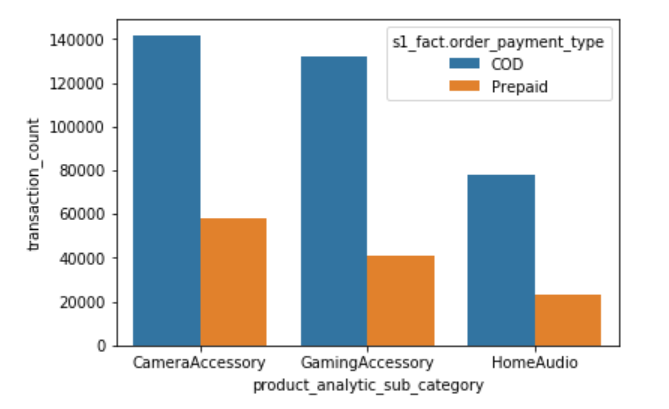 140000
120000
100000
80000
60000
40000
20000
0
transaction_count
s1_fact.order_payment_type
COD
Prepaid
CameraAccessory GamingAccessory HomeAudio
product_analytic_sub_category